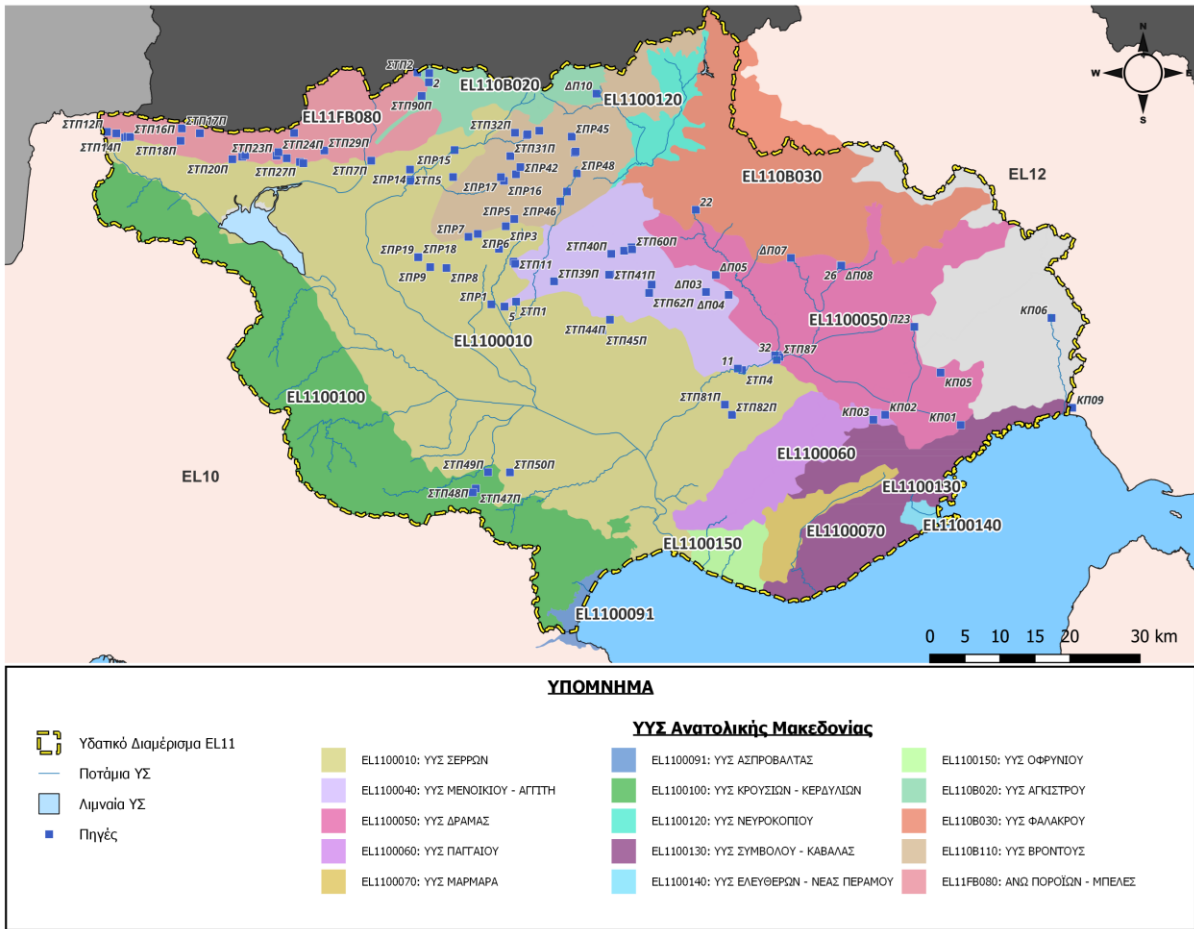 N
W
E
S
ΣΤΠ2
2
EL110B020
ΔΠ10
EL1100120
ΣΤΠ90Π
EL11FB080
ΣΤΠ12Π
ΣΤΠ16Π
ΣΤΠ17Π
ΣΤΠ32Π
ΣΠΡ45
ΣΤΠ14Π
ΣΤΠ18Π
ΣΤΠ23Π
ΣΤΠ24Π
ΣΤΠ29Π
ΣΤΠ31Π
ΣΤΠ20Π
ΣΤΠ27Π
ΣΤΠ7Π
ΣΠΡ15
ΣΠΡ42
ΣΠΡ48
ΣΠΡ14
ΣΤΠ5
ΣΠΡ17
ΣΠΡ16
EL110B030
EL12
22
ΣΠΡ5
ΣΠΡ46
ΣΠΡ7
ΣΠΡ3
ΣΠΡ19
ΣΠΡ18
ΣΠΡ6
ΣΤΠ40Π
ΣΤΠ60Π
ΣΠΡ9
ΣΠΡ8
ΣΤΠ11
ΣΤΠ39Π
ΣΤΠ41Π
ΔΠ05
ΔΠ07
26
ΔΠ08
ΔΠ03
ΣΤΠ62Π
ΔΠ04
ΣΠΡ1
5
ΣΤΠ1
ΣΤΠ44Π
ΣΤΠ45Π
EL1100010
EL1100050
Π23
ΚΠ06
32
ΣΤΠ87
11
ΣΤΠ4
ΚΠ05
EL1100100
ΣΤΠ81Π
ΣΤΠ82Π
ΚΠ03
ΚΠ02
ΚΠ01
ΚΠ09
EL1100060
EL10
ΣΤΠ49Π
ΣΤΠ50Π
ΣΤΠ48Π
ΣΤΠ47Π
EL1100130
EL1100140
EL1100070
EL1100150
EL1100091
0 5 10 15 20 30 km
ΥΠΟΜΝΗΜΑ
Υδατικό Διαμέρισμα EL11
Ποτάμια ΥΣ
Λιμναία ΥΣ
Πηγές
ΥΥΣ Ανατολικής Μακεδονίας
EL1100010: ΥΥΣ ΣΕΡΡΩΝ
EL1100040: ΥΥΣ ΜΕΝΟΙΚΙΟΥ - ΑΓΓΙΤΗ
EL1100050: ΥΥΣ ΔΡΑΜΑΣ
EL1100060: ΥΥΣ ΠΑΓΓΑΙΟΥ
EL1100070: ΥΥΣ ΜΑΡΜΑΡΑ
EL1100091: ΥΥΣ ΑΣΠΡΟΒΑΛΤΑΣ
EL1100100: ΥΥΣ ΚΡΟΥΣΙΩΝ - ΚΕΡΔΥΛΙΩΝ
EL1100120: ΥΥΣ ΝΕΥΡΟΚΟΠΙΟΥ
EL1100130: ΥΥΣ ΣΥΜΒΟΛΟΥ - ΚΑΒΑΛΑΣ
EL1100140: ΥΥΣ ΕΛΕΥΘΕΡΩΝ - ΝΕΑΣ ΠΕΡΑΜΟΥ
EL1100150: ΥΥΣ ΟΦΡΥΝΙΟΥ
EL110B020: ΥΥΣ ΑΓΚΙΣΤΡΟΥ
EL110B030: ΥΥΣ ΦΑΛΑΚΡΟΥ
EL110B110: ΥΥΣ ΒΡΟΝΤΟΥΣ
EL11FB080: ΑΝΩ ΠΟΡΟΪΩΝ - ΜΠΕΛΕΣ